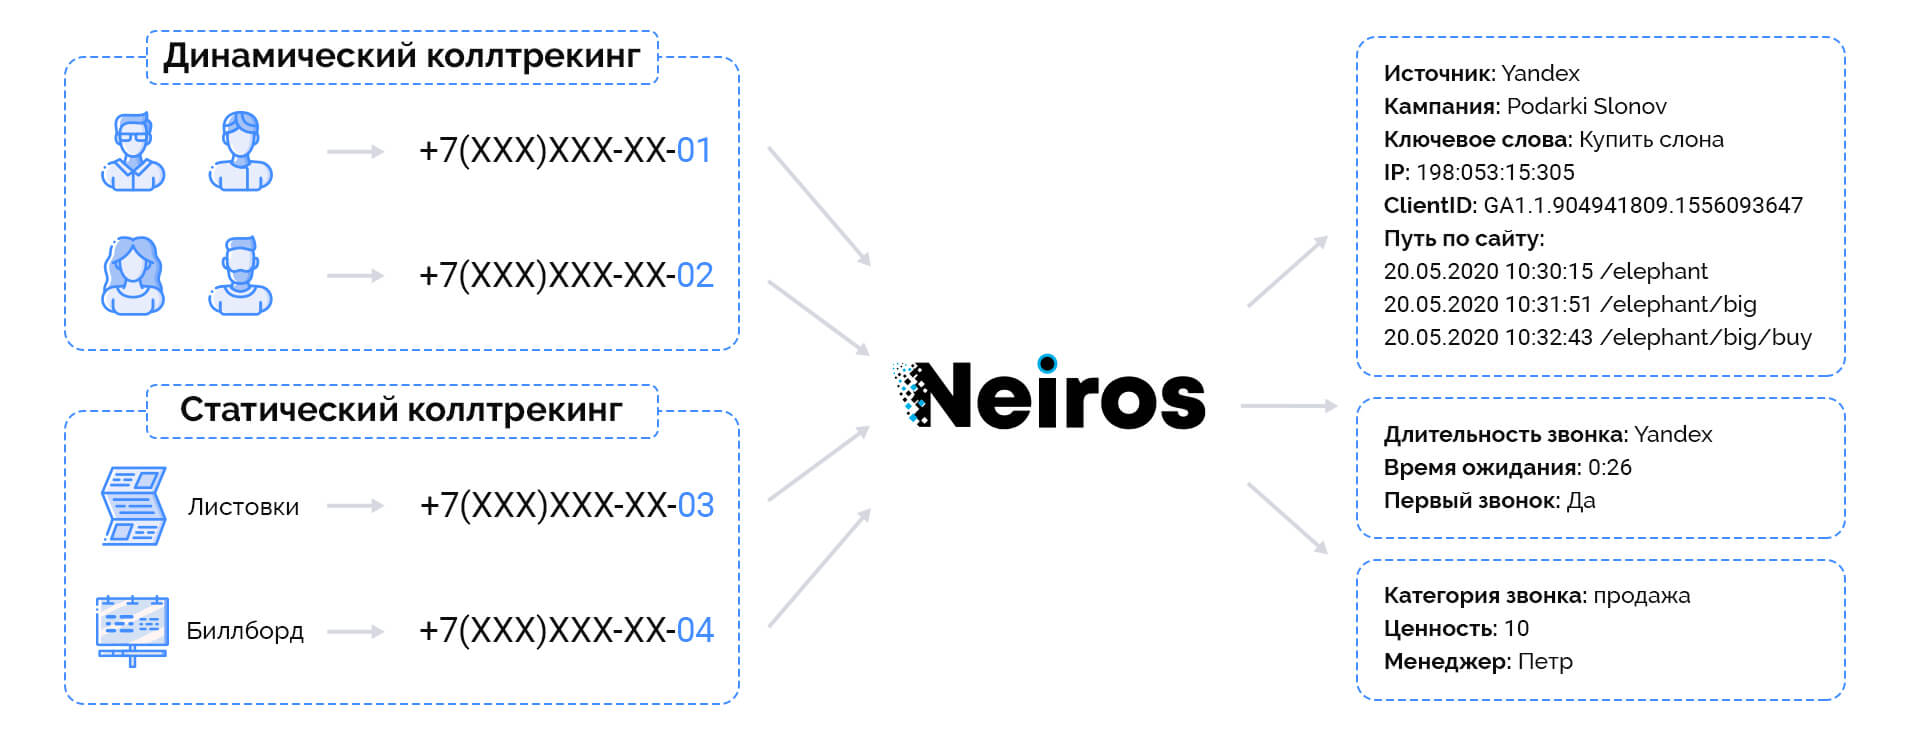 Динамический коллтрекинг
+7(XXX)XXX-XX-01
+7(XXX)XXX-XX-02
Статический коллтрекинг
Листовки
+7(XXX)XXX-XX-03
Биллборд
+7(XXX)XXX-XX-04
Neiros
Источник: Yandex
Кампания: Podarki Slonov
Ключевое слова: Купить слона
IP: 198:053:15:305
ClientID: GA1.1.904941809.1556093647
Путь по сайту:
20.05.2020 10:30:15 /elephant
20.05.2020 10:31:51 /elephant/big
20.05.2020 10:32:43 /elephant/big/buy
Длительность звонка: Yandex
Время ожидания: 0:26
Первый звонок: Да
Категория звонка: продажа
Ценность: 10
Менеджер: Петр